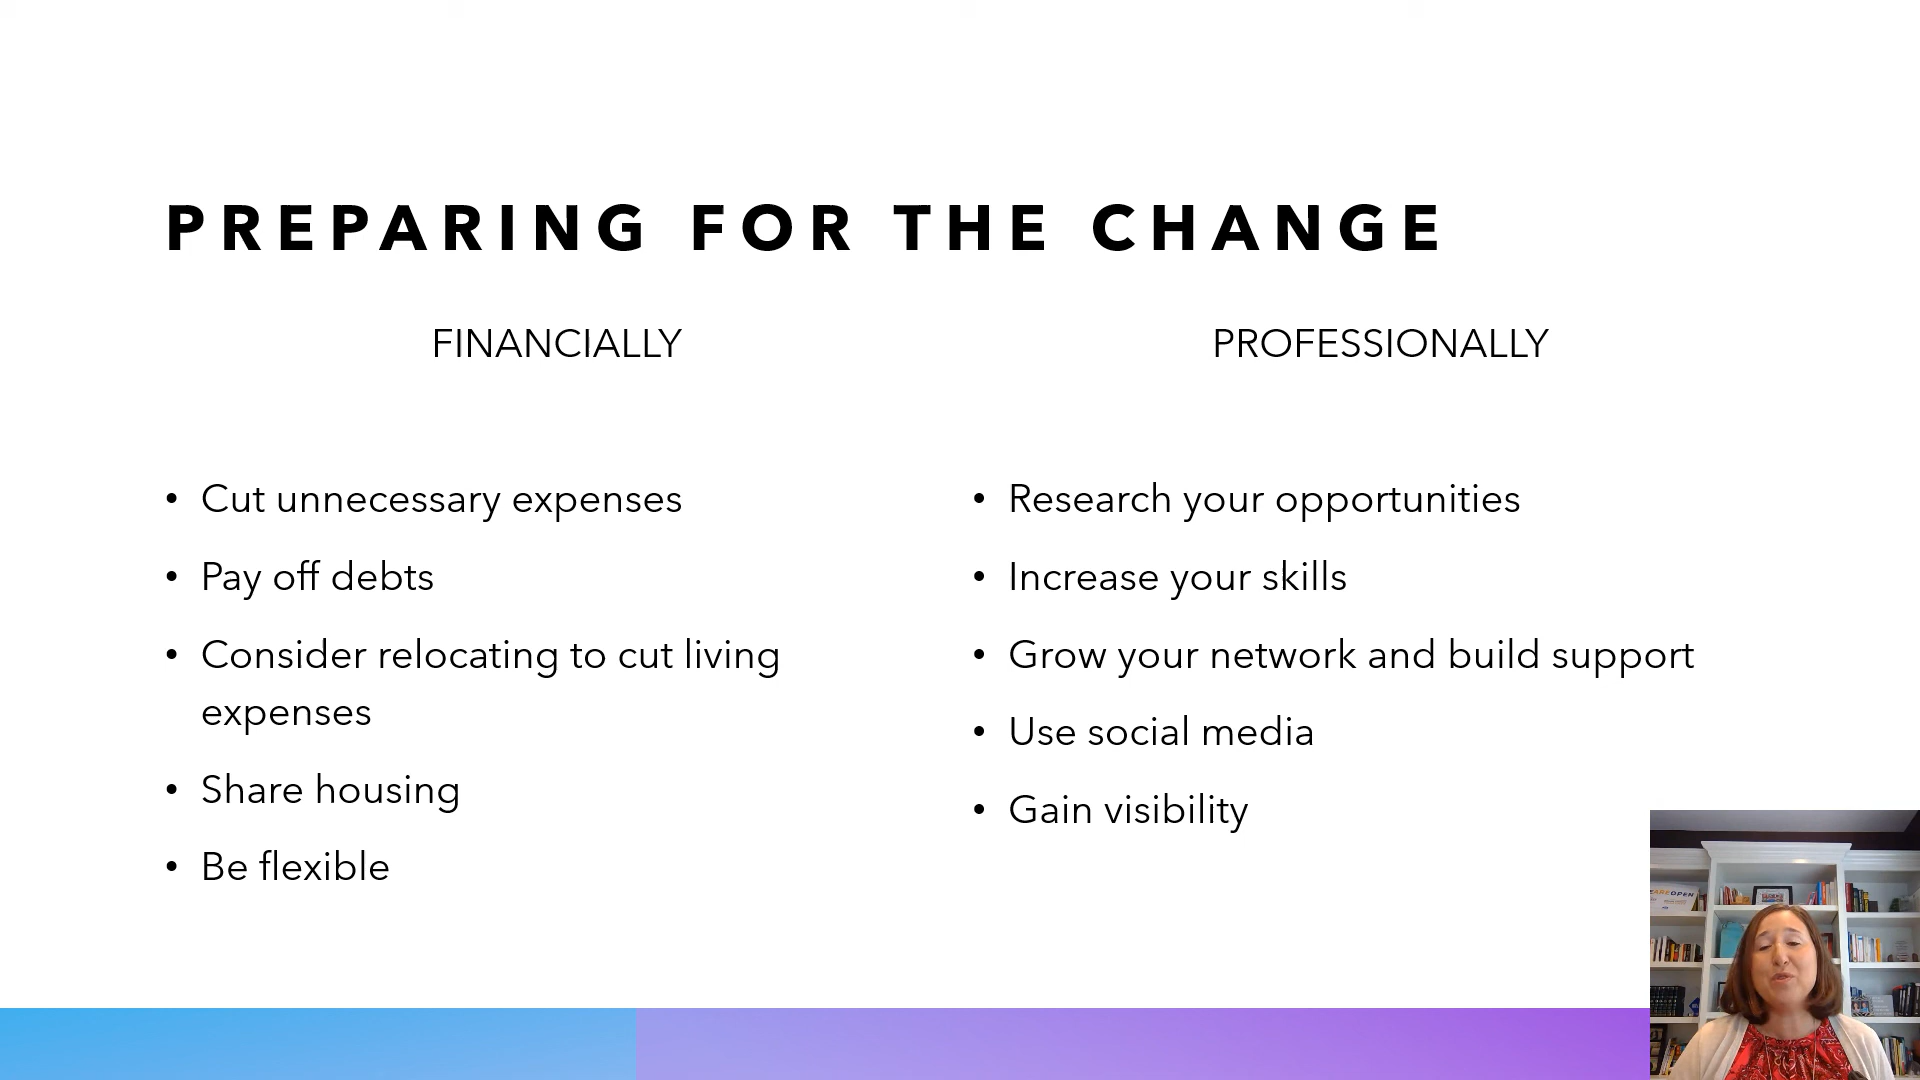 PREPARING FOR THE CHANGE
FINANCIALLY
• Cut unnecessary expenses
• Pay off debts
• Consider relocating to cut living
expenses
• Share housing
• Be flexible
PROFESSIONALLY
• Research your opportunities
• Increase your skills
• Grow your network and build support
• Use social media
• Gain visibility
OPEN